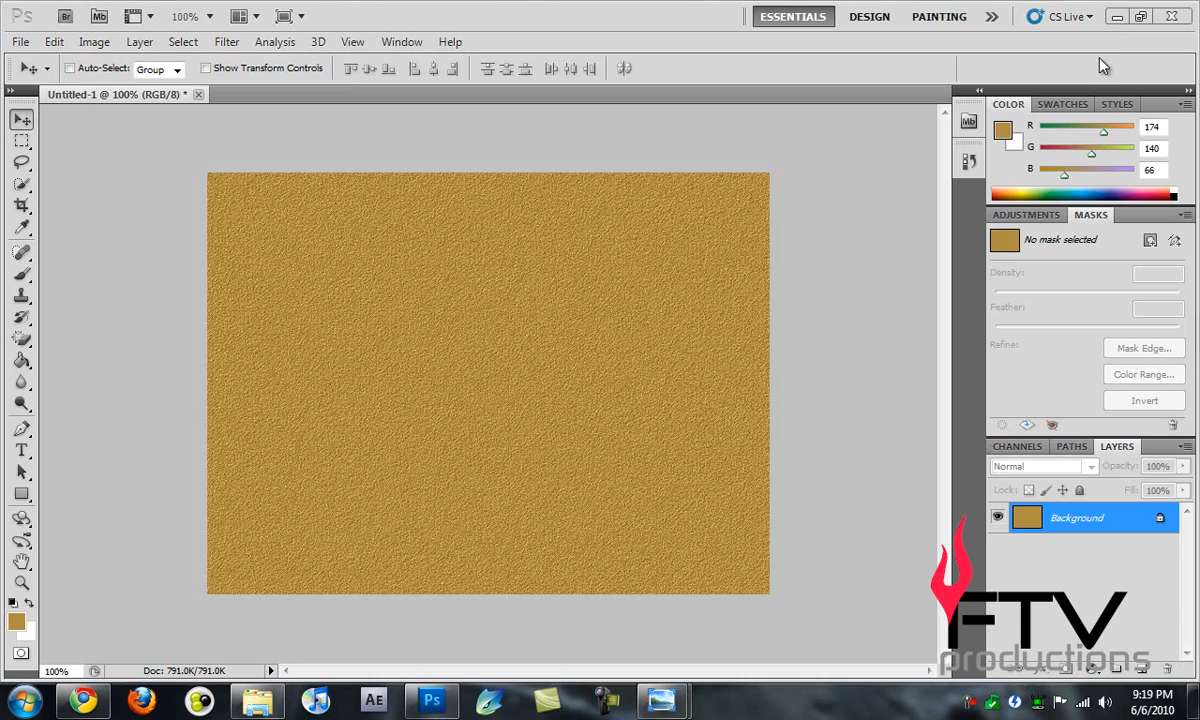 Ps Br Mb 100% ESSENTIALS DESIGN PAINTING CS Live
File Edit Image Layer Select Filter Analysis 3D View Window Help
Auto-Select: Group Show Transform Controls
Untitled-1 @ 100% (RGB/8) *
COLOR SWATCHES STYLES
Mb
R 174
G 140
B 66
ADJUSTMENTS MASKS
No mask selected
Density:
Feather:
Refine: Mask Edge...
Color Range...
Invert
CHANNELS PATHS LAYERS
Normal Opacity: 100%
Lock: Fill: 100%
Background
T
FTV
productions
100% Doc: 791.0K/791.0K
AE Ps
9:19 PM
6/6/2010